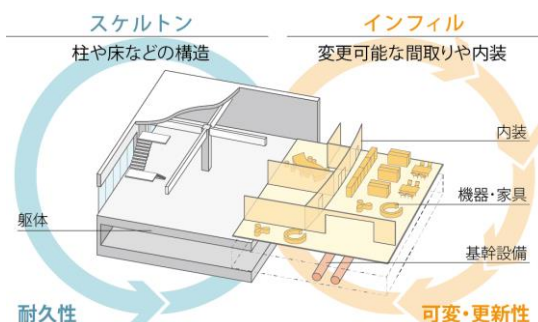 スケルトン
インフィル
柱や床などの構造
変更可能な間取りや内装
内装
機器・家具
躯体
基幹設備
耐久性
可変・更新性